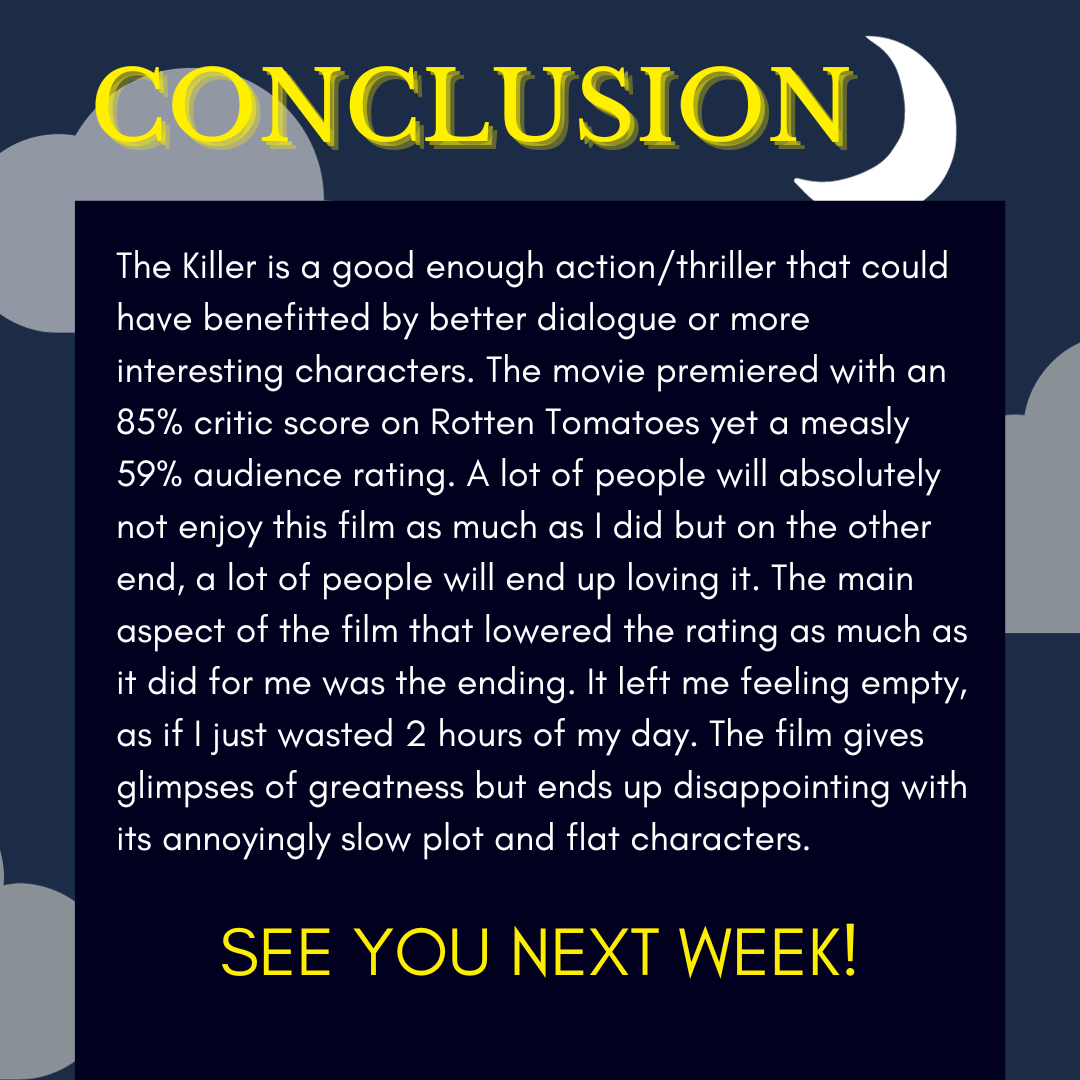 CONCLUSION
The Killer is a good enough action/thriller that could
have benefitted by better dialogue or more
interesting characters. The movie premiered with an
85% critic score on Rotten Tomatoes yet a measly
59% audience rating. A lot of people will absolutely
not enjoy this film as much as I did but on the other
end, a lot of people will end up loving it. The main
aspect of the film that lowered the rating as much as
it did for me was the ending. It left me feeling empty,
as if I just wasted 2 hours of my day. The film gives
glimpses of greatness but ends up disappointing with
its annoyingly slow plot and flat characters.
SEE YOU NEXT WEEK!